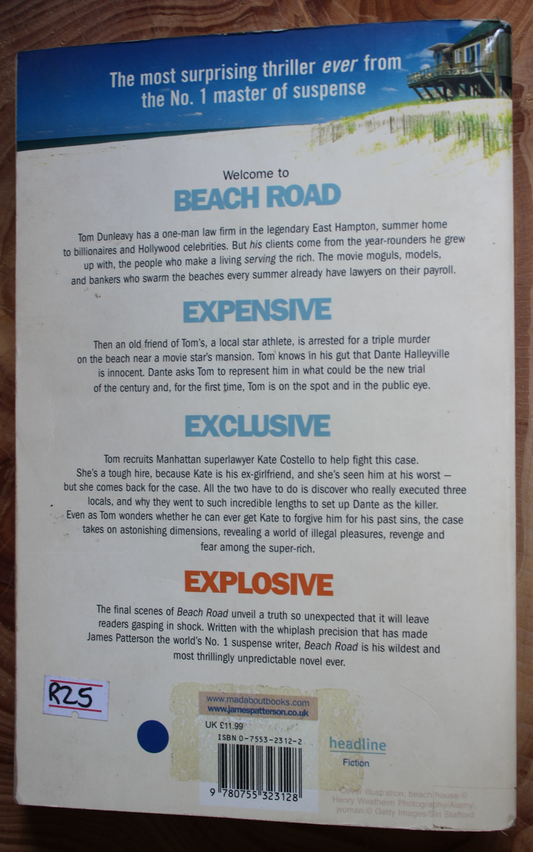 The most surprising thriller ever from
the No. 1 master of suspense
Welcome to
BEACH ROAD
Tom Dunleavy has a one-man law firm in the legendary East Hampton, summer home
to billionaires and Hollywood celebrities. But his clients come from the year-rounders he grew
up with, the people who make a living serving the rich. The movie moguls, models,
and bankers who swarm the beaches every summer already have lawyers on their payroll.
EXPENSIVE
Then an old friend of Tom's, a local star athlete, is arrested for a triple murder
on the beach near a movie star's mansion. Tom knows in his gut that Dante Halleyville
is innocent. Dante asks Tom to represent him in what could be the new trial
of the century and, for the first time, Tom is on the spot and in the public eye.
EXCLUSIVE
Tom recruits Manhattan superlawyer Kate Costello to help fight this case.
She's a tough hire, because Kate is his ex-girlfriend, and she's seen him at his worst –
but she comes back for the case. All the two have to do is discover who really executed three
locals, and why they went to such incredible lengths to set up Dante as the killer.
Even as Tom wonders whether he can ever get Kate to forgive him for his past sins, the case
takes on astonishing dimensions, revealing a world of illegal pleasures, revenge and
fear among the super-rich.
EXPLOSIVE
The final scenes of Beach Road unveil a truth so unexpected that it will leave
readers gasping in shock. Written with the whiplash precision that has made
James Patterson the world's No. 1 suspense writer, Beach Road is his wildest and
most thrillingly unpredictable novel ever.
R25
www.madaboutbooks.com
www.jamespatterson.co.uk
UK £11.99
ISBN 0-7553-2312-2
9 780755 323128
headline
Fiction
illustration: beach house ©
Henry Westheim Photography/Alamy;
woman © Getty Images/